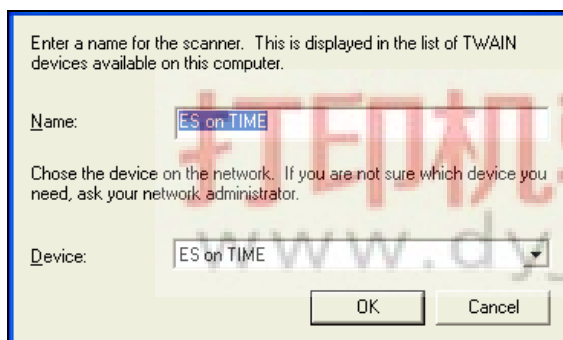 Enter a name for the scanner.  This is displayed in the list of TWAIN
devices available on this computer.
Name:
ES on TIME
Chose the device on the network.  If you are not sure which device you
need, ask your network administrator.
Device:
ES on TIME
OK
Cancel
打印机
www.dy